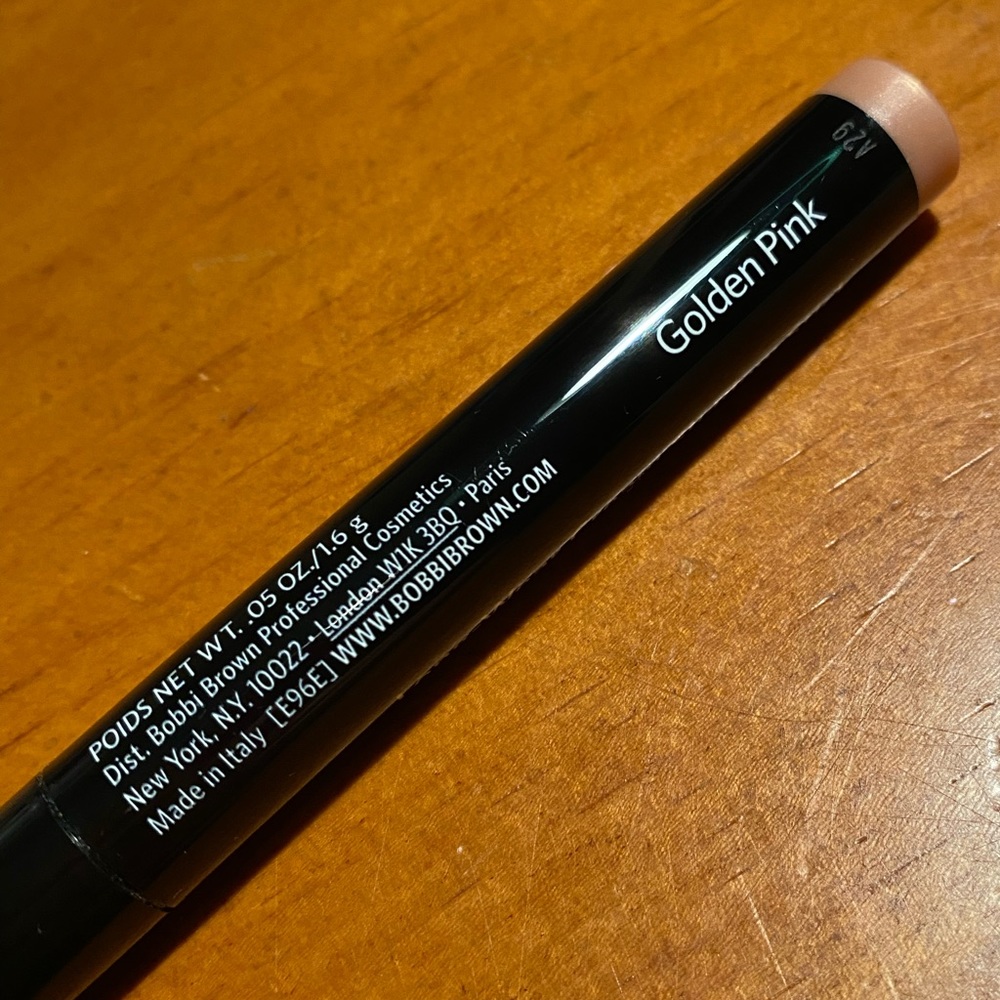 A29
Golden Pink
POIDS NET WT. .05 OZ./1.6 g
Dist. Bobbi Brown Professional Cosmetics
New York, N.Y. 10022 • London W1K 3BQ • Paris
Made in Italy [E96E] WWW.BOBBIBROWN.COM